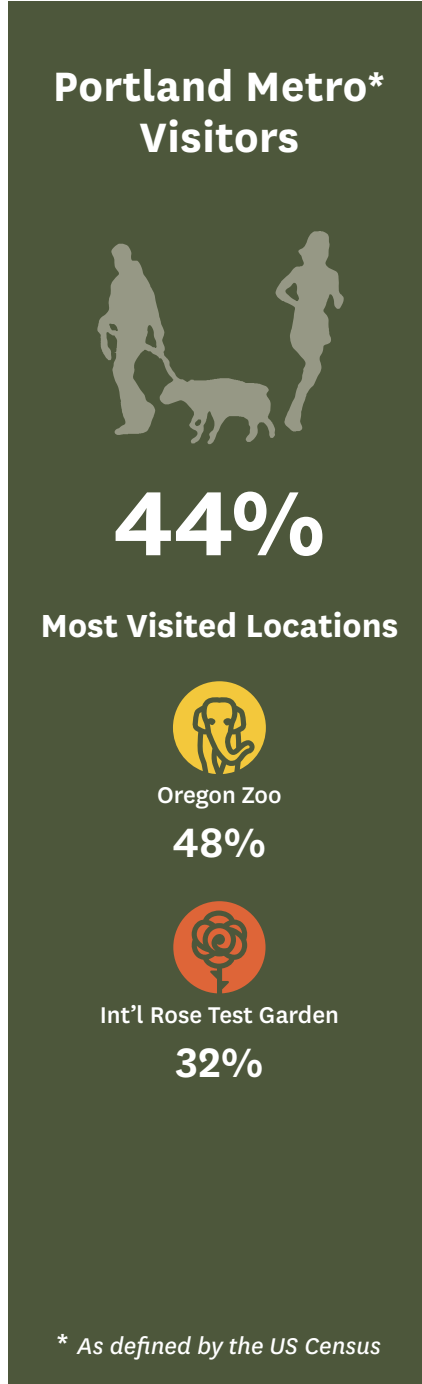 Portland Metro*
Visitors
44%
Most Visited Locations
Oregon Zoo
48%
Int’l Rose Test Garden
32%
* As defined by the US Census